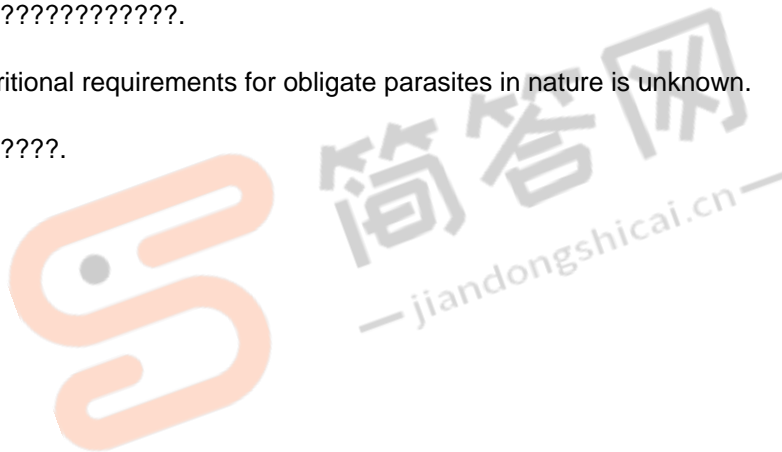 ????????????.
ritional requirements for obligate parasites in nature is unknown.
????.
简答网
jiandongshicai.cn